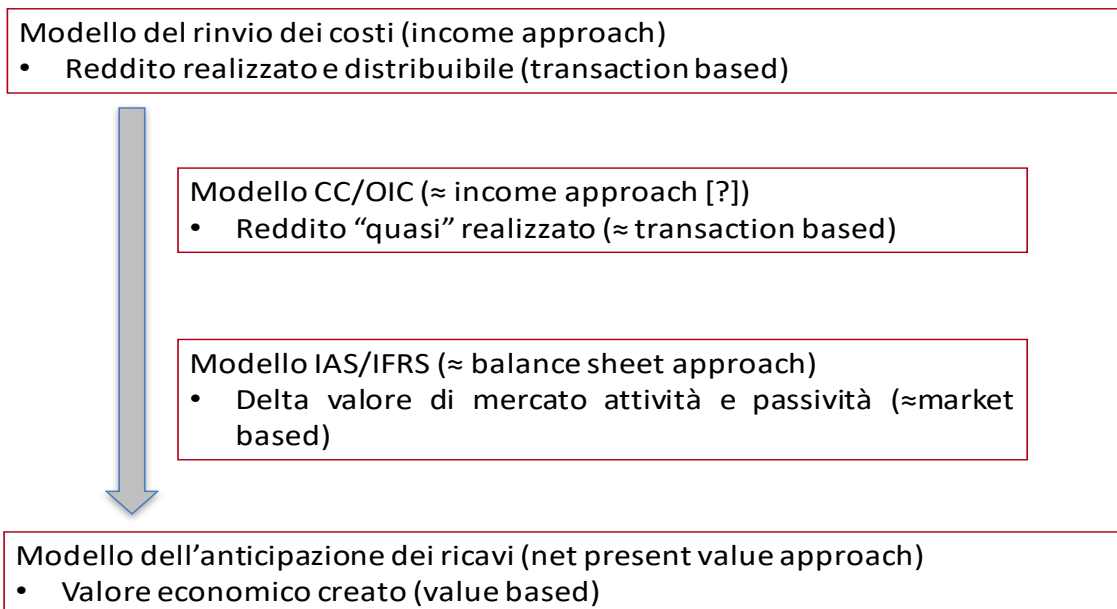 Modello del rinvio dei costi (income approach)
• Reddito realizzato e distribuibile (transaction based)
Modello CC/OIC (≈ income approach [?])
• Reddito “quasi” realizzato (≈ transaction based)
Modello IAS/IFRS (≈ balance sheet approach)
• Delta valore di mercato attività e passività (≈market
based)
Modello dell’anticipazione dei ricavi (net present value approach)
• Valore economico creato (value based)